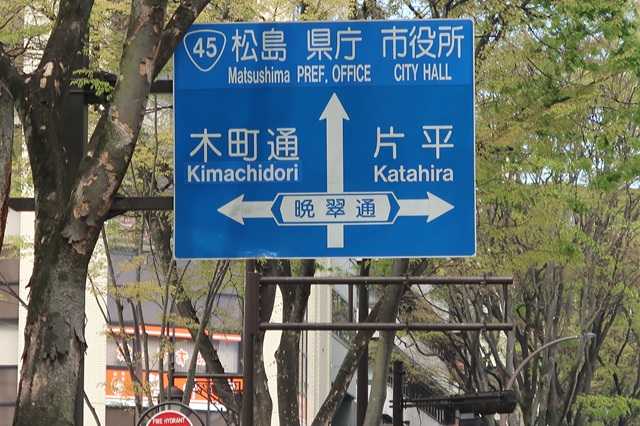 45 松島 県庁 市役所
Matsushima PREF. OFFICE CITY HALL
木町通 片平
Kimachidori Katahira
晩翠通
FIRE HYDRANT